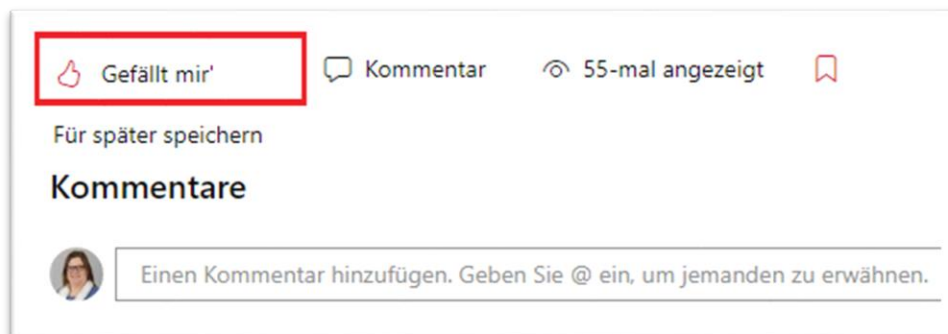 Gefällt mir' Kommentar 55-mal angezeigt
Für später speichern
Kommentare
Einen Kommentar hinzufügen. Geben Sie @ ein, um jemanden zu erwähnen.